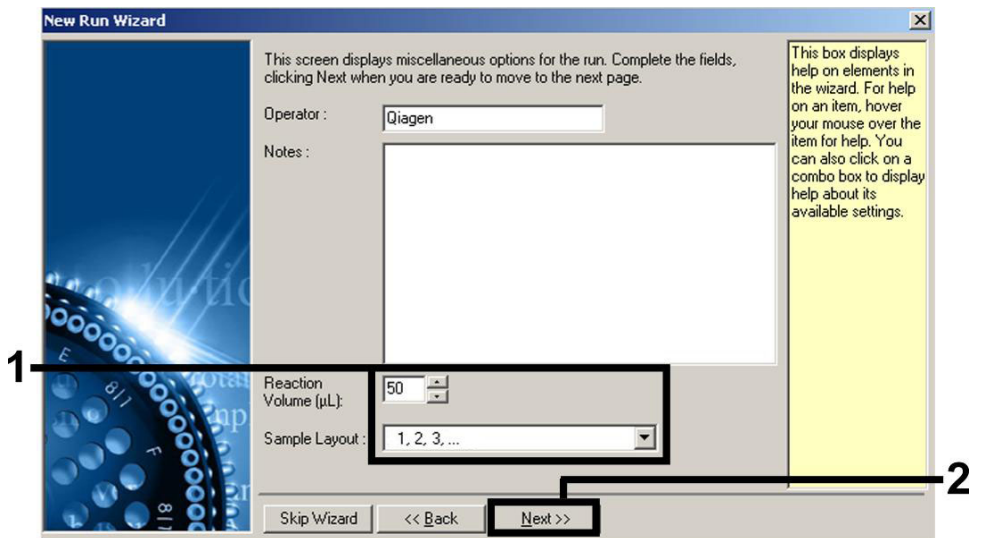 New Run Wizard
This screen displays miscellaneous options for the run. Complete the fields,
clicking Next when you are ready to move to the next page.
Operator :
Qiagen
Notes :
1
Reaction
Volume (µL):
50
Sample Layout :
1, 2, 3, ...
Skip Wizard
<< Back
Next >>
2
This box displays
help on elements in
the wizard. For help
on an item, hover
your mouse over the
item for help. You
can also click on a
combo box to display
help about its
available settings.
E
8/1
F
8/1